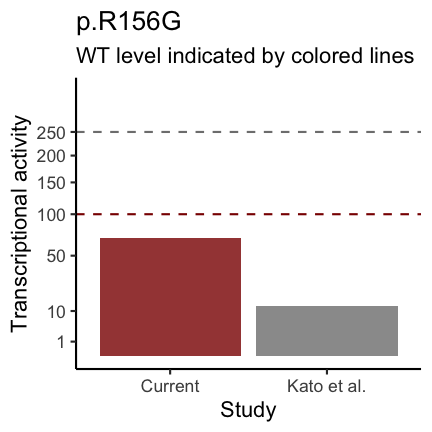 p.R156G
WT level indicated by colored lines
Transcriptional activity
250
200
150
100
50
10
1
Current
Kato et al.
Study